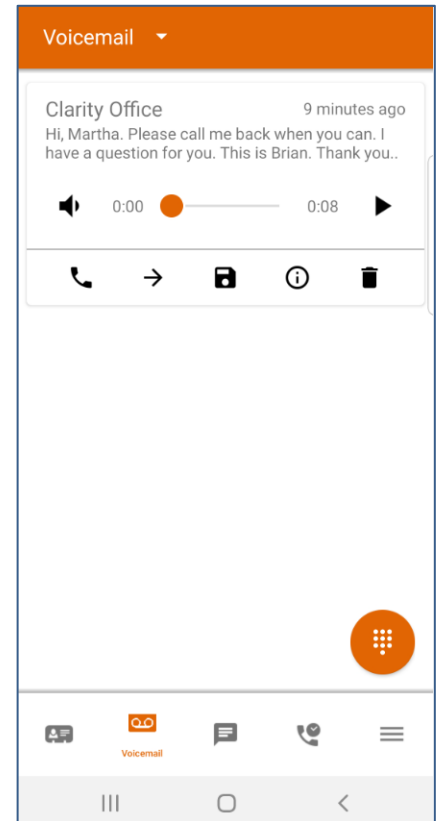 Voicemail
Clarity Office 9 minutes ago
Hi, Martha. Please call me back when you can. I
have a question for you. This is Brian. Thank you..
0:00 0:08
Voicemail